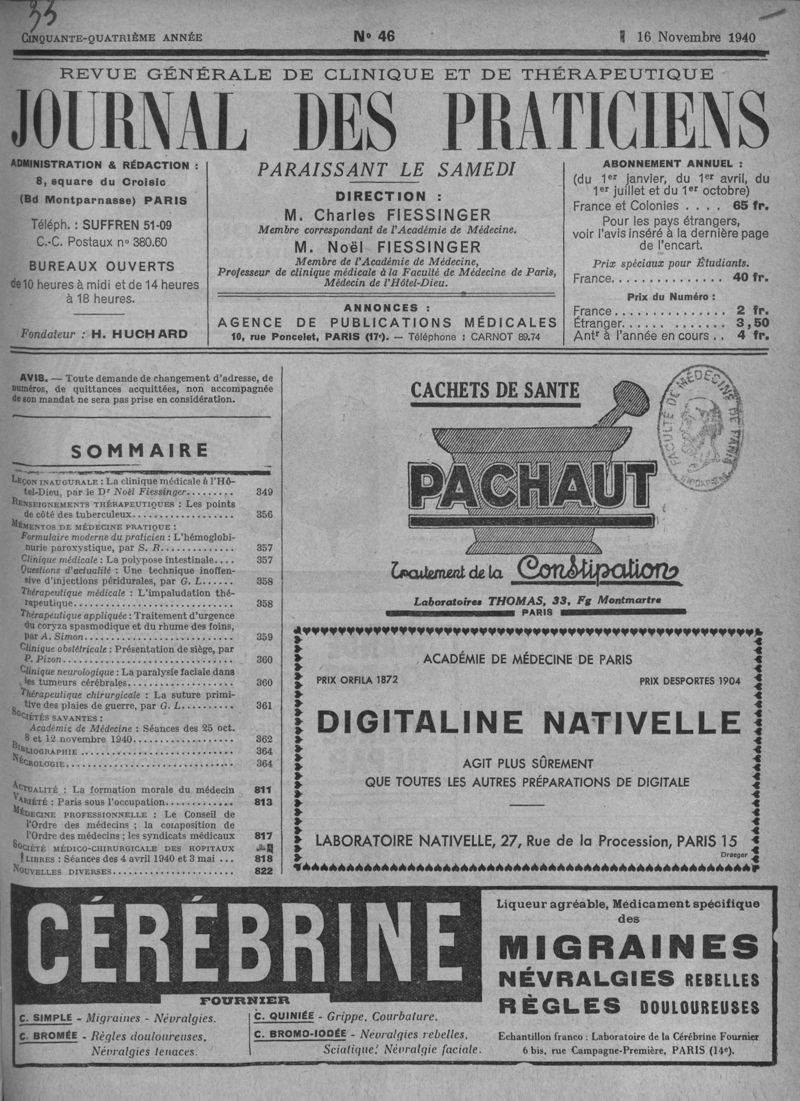 33
CINQUANTE-QUATRIÈME ANNÉE
N° 46
16 Novembre 1940
REVUE GÉNÉRALE DE CLINIQUE ET DE THÉRAPEUTIQUE
JOURNAL DES PRATICIENS
ADMINISTRATION & RÉDACTION :
8, square du Croisic
(Bd Montparnasse) PARIS
Téléph. : SUFFREN 51-09
C.-C. Postaux n° 380.60
BUREAUX OUVERTS
de 10 heures à midi et de 14 heures
à 18 heures.
Fondateur : H. HUCHARD
PARAISSANT LE SAMEDI
DIRECTION :
M. Charles FIESSINGER
Membre correspondant de l'Académie de Médecine.
M. Noël FIESSINGER
Membre de l'Académie de Médecine,
Professeur de clinique médicale à la Faculté de Médecine de Paris,
Médecin de l'Hôtel-Dieu.
ANNONCES :
AGENCE DE PUBLICATIONS MÉDICALES
10, rue Poncelet, PARIS (17e). — Téléphone : CARNOT 89.74
ABONNEMENT ANNUEL :
(du 1er janvier, du 1er avril, du
1er juillet et du 1er octobre)
France et Colonies . . . . 65 fr.
Pour les pays étrangers,
voir l'avis inséré à la dernière page
de l'encart.
Prix spéciaux pour Étudiants.
France.............. 40 fr.
Prix du Numéro :
France............... 2 fr.
Étranger............. 3,50
Antr à l'année en cours .. 4 fr.
AVIS. — Toute demande de changement d'adresse, de
numéros, de quittances acquittées, non accompagnée
de son mandat ne sera pas prise en considération.
SOMMAIRE
LEÇON INAUGURALE : La clinique médicale à l'Hô-
tel-Dieu, par le Dr Noël Fiessinger......... 349
RENSEIGNEMENTS THÉRAPEUTIQUES : Les points
de côté des tuberculeux.................. 356
MÉMENTOS DE MÉDECINE PRATIQUE :
Formulaire moderne du praticien : L'hémoglobi-
nurie paroxystique, par S. R............ 357
Clinique médicale : La polypose intestinale.... 357
Questions d'actualité : Une technique inoffen-
sive d'injections péridurales, par G. L...... 358
Thérapeutique médicale : L'impaludation thé-
rapeutique........................ 358
Thérapeutique appliquée : Traitement d'urgence
du coryza spasmodique et du rhume des foins,
par A. Simon........................ 359
Clinique obstétricale : Présentation de siège, par
P. Pizon.......................... 360
Clinique neurologique : La paralysie faciale dans
les tumeurs cérébrales.................. 360
Thérapeutique chirurgicale : La suture primi-
tive des plaies de guerre, par G. L........ 361
SOCIÉTÉS SAVANTES :
Académie de Médecine : Séances des 25 oct.
8 et 12 novembre 1940.................. 362
BIBLIOGRAPHIE ........................ 364
NÉCROLOGIE........................ 364
ACTUALITÉ : La formation morale du médecin 811
VARIÉTÉ : Paris sous l'occupation............ 813
MÉDECINE PROFESSIONNELLE : Le Conseil de
l'Ordre des médecins ; la composition de
l'Ordre des médecins ; les syndicats médicaux 817
SOCIÉTÉ MÉDICO-CHIRURGICALE DES HOPITAUX
LIBRES : Séances des 4 avril 1940 et 3 mai ... 818
NOUVELLES DIVERSES...................... 822
CACHETS DE SANTE
PACHAUT
Traitement de la Constipation
Laboratoires THOMAS, 33, Fg Montmartre
PARIS
FACULTÉ DE MÉDECINE DE PARIS
ACADÉMIE DE MÉDECINE DE PARIS
PRIX ORFILA 1872
PRIX DESPORTES 1904
DIGITALINE NATIVELLE
AGIT PLUS SÛREMENT
QUE TOUTES LES AUTRES PRÉPARATIONS DE DIGITALE
LABORATOIRE NATIVELLE, 27, Rue de la Procession, PARIS 15
Draeger
CÉRÉBRINE
FOURNIER
C. SIMPLE - Migraines - Névralgies.
C. BROMÉE - Règles douloureuses,
Névralgies tenaces.
C. QUINIÉE - Grippe, Courbature.
C. BROMO-IODÉE - Névralgies rebelles,
Sciatique, Névralgie faciale.
Liqueur agréable, Médicament spécifique
des
MIGRAINES
NÉVRALGIES REBELLES
RÈGLES DOULOUREUSES
Echantillon franco : Laboratoire de la Cérébrine Fournier
6 bis, rue Campagne-Première, PARIS (14e).